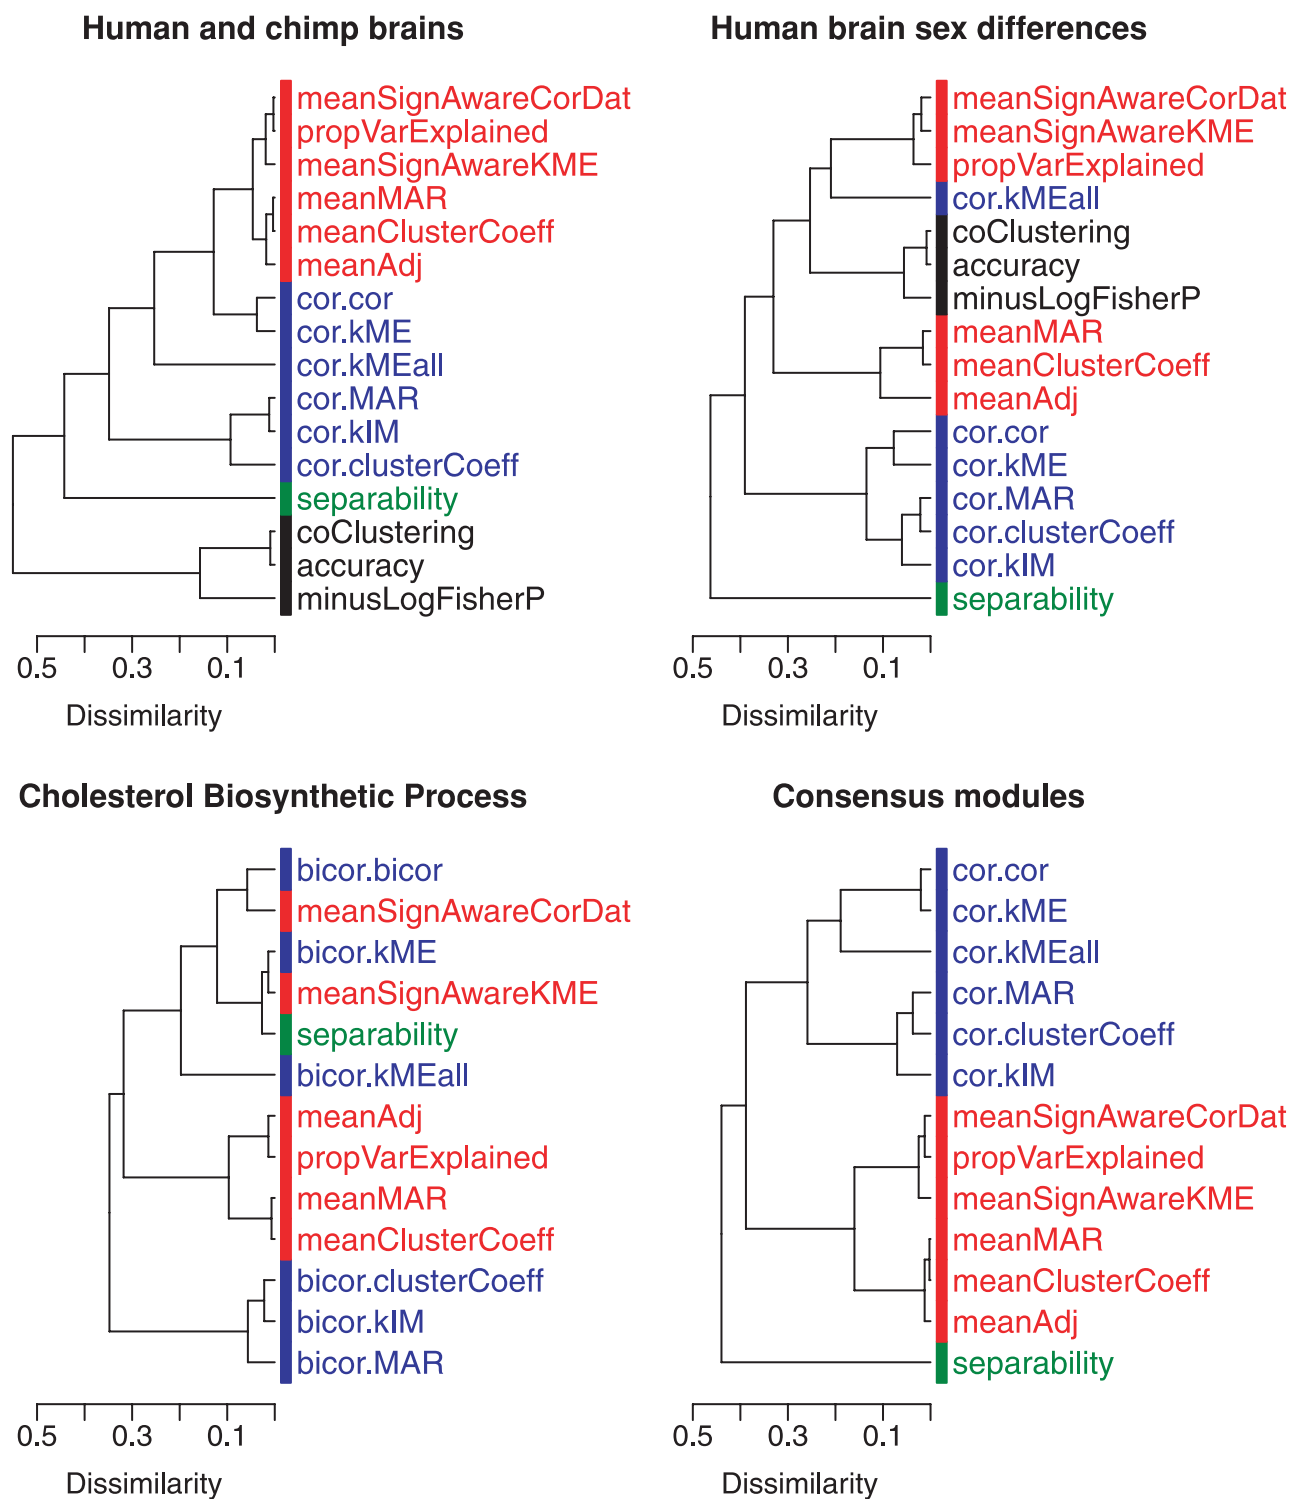 Human and chimp brains
meanSignAwareCorDat
propVarExplained
meanSignAwareKME
meanMAR
meanClusterCoeff
meanAdj
cor.cor
cor.kME
cor.kMEall
cor.MAR
cor.kIM
cor.clusterCoeff
separability
coClustering
accuracy
minusLogFisherP
0.5 0.3 0.1
Dissimilarity
Human brain sex differences
meanSignAwareCorDat
meanSignAwareKME
propVarExplained
cor.kMEall
coClustering
accuracy
minusLogFisherP
meanMAR
meanClusterCoeff
meanAdj
cor.cor
cor.kME
cor.MAR
cor.clusterCoeff
cor.kIM
separability
0.5 0.3 0.1
Dissimilarity
Cholesterol Biosynthetic Process
bicor.bicor
meanSignAwareCorDat
bicor.kME
meanSignAwareKME
separability
bicor.kMEall
meanAdj
propVarExplained
meanMAR
meanClusterCoeff
bicor.clusterCoeff
bicor.kIM
bicor.MAR
0.5 0.3 0.1
Dissimilarity
Consensus modules
cor.cor
cor.kME
cor.kMEall
cor.MAR
cor.clusterCoeff
cor.kIM
meanSignAwareCorDat
propVarExplained
meanSignAwareKME
meanMAR
meanClusterCoeff
meanAdj
separability
0.5 0.3 0.1
Dissimilarity